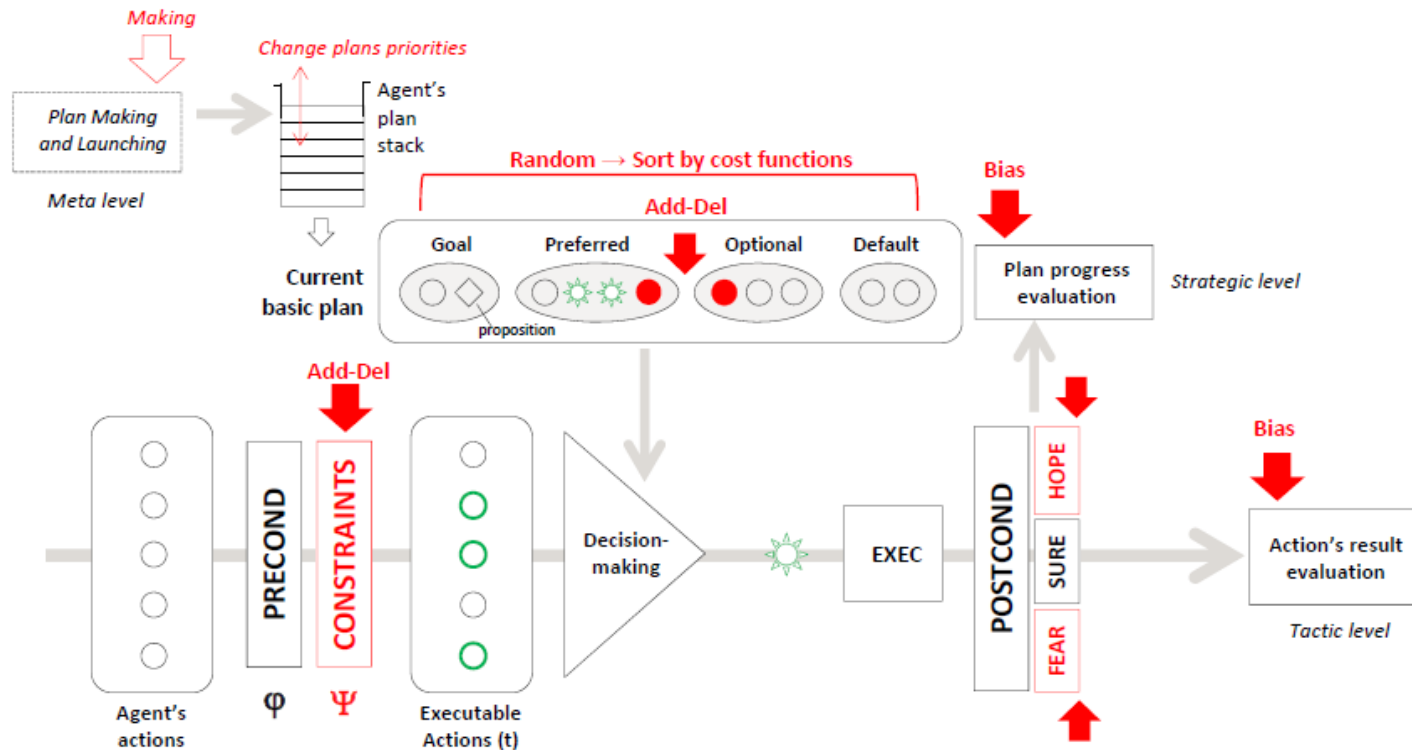 Making
Change plans priorities
Plan Making
and Launching
Meta level
Agent's
plan
stack
Random → Sort by cost functions
Add-Del
Bias
Goal
Preferred
Optional
Default
proposition
Current
basic plan
Plan progress
evaluation
Strategic level
Add-Del
PRECOND
φ
CONSTRAINTS
Ψ
Agent's
actions
Executable
Actions (t)
Decision-
making
EXEC
POSTCOND
HOPE
SURE
FEAR
Bias
Action's result
evaluation
Tactic level